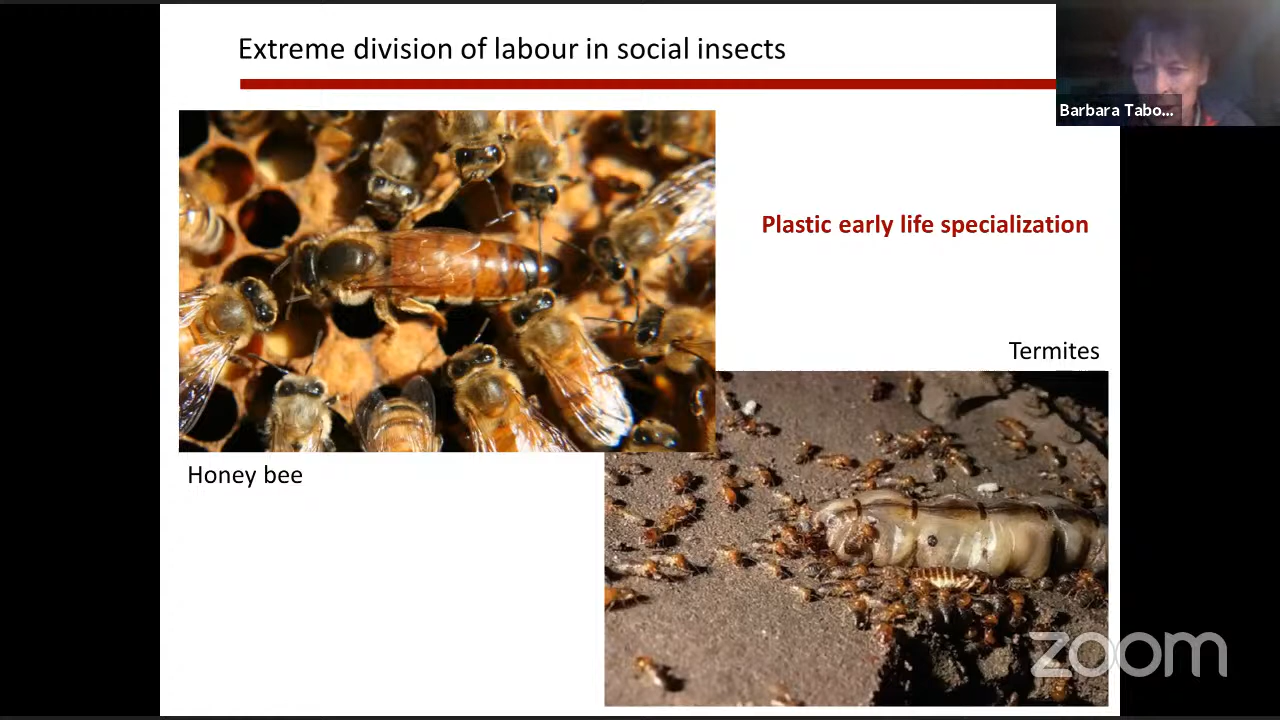 Extreme division of labour in social insects
Barbara Tabo...
Plastic early life specialization
Termites
Honey bee
zoom